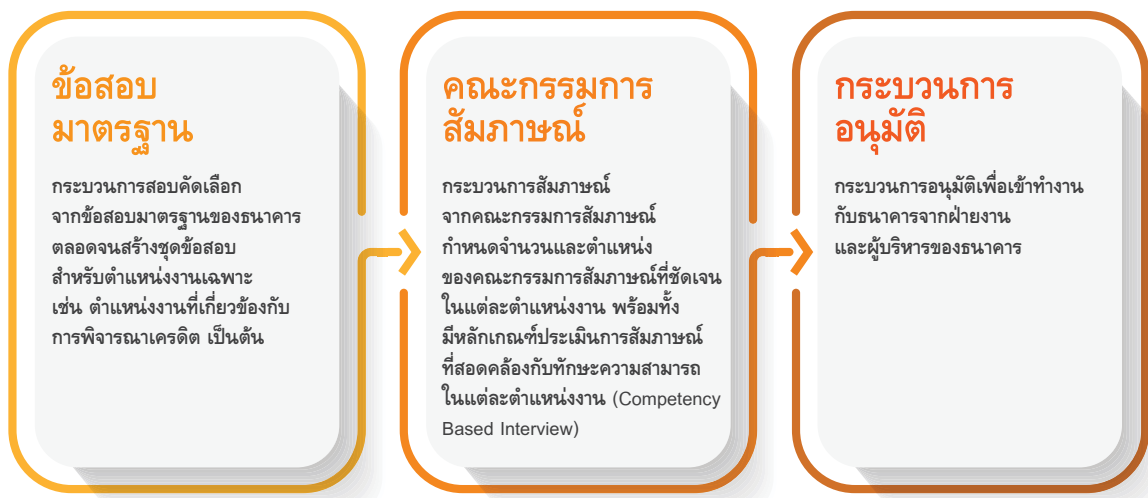 ข้อสอบ
มาตรฐาน
กระบวนการสอบคัดเลือก
จากข้อสอบมาตรฐานของธนาคาร
ตลอดจนสร้างชุดข้อสอบ
สำหรับตำแหน่งงานเฉพาะ
เช่น ตำแหน่งงานที่เกี่ยวข้องกับ
การพิจารณาเครดิต เป็นต้น
คณะกรรมการ
สัมภาษณ์
กระบวนการสัมภาษณ์
จากคณะกรรมการสัมภาษณ์
กำหนดจำนวนและตำแหน่ง
ของคณะกรรมการสัมภาษณ์ที่ชัดเจน
ในแต่ละตำแหน่งงาน พร้อมทั้ง
มีหลักเกณฑ์ประเมินการสัมภาษณ์
ที่สอดคล้องกับทักษะความสามารถ
ในแต่ละตำแหน่งงาน (Competency
Based Interview)
กระบวนการ
อนุมัติ
กระบวนการอนุมัติเพื่อเข้าทำงาน
กับธนาคารจากฝ่ายงาน
และผู้บริหารของธนาคาร